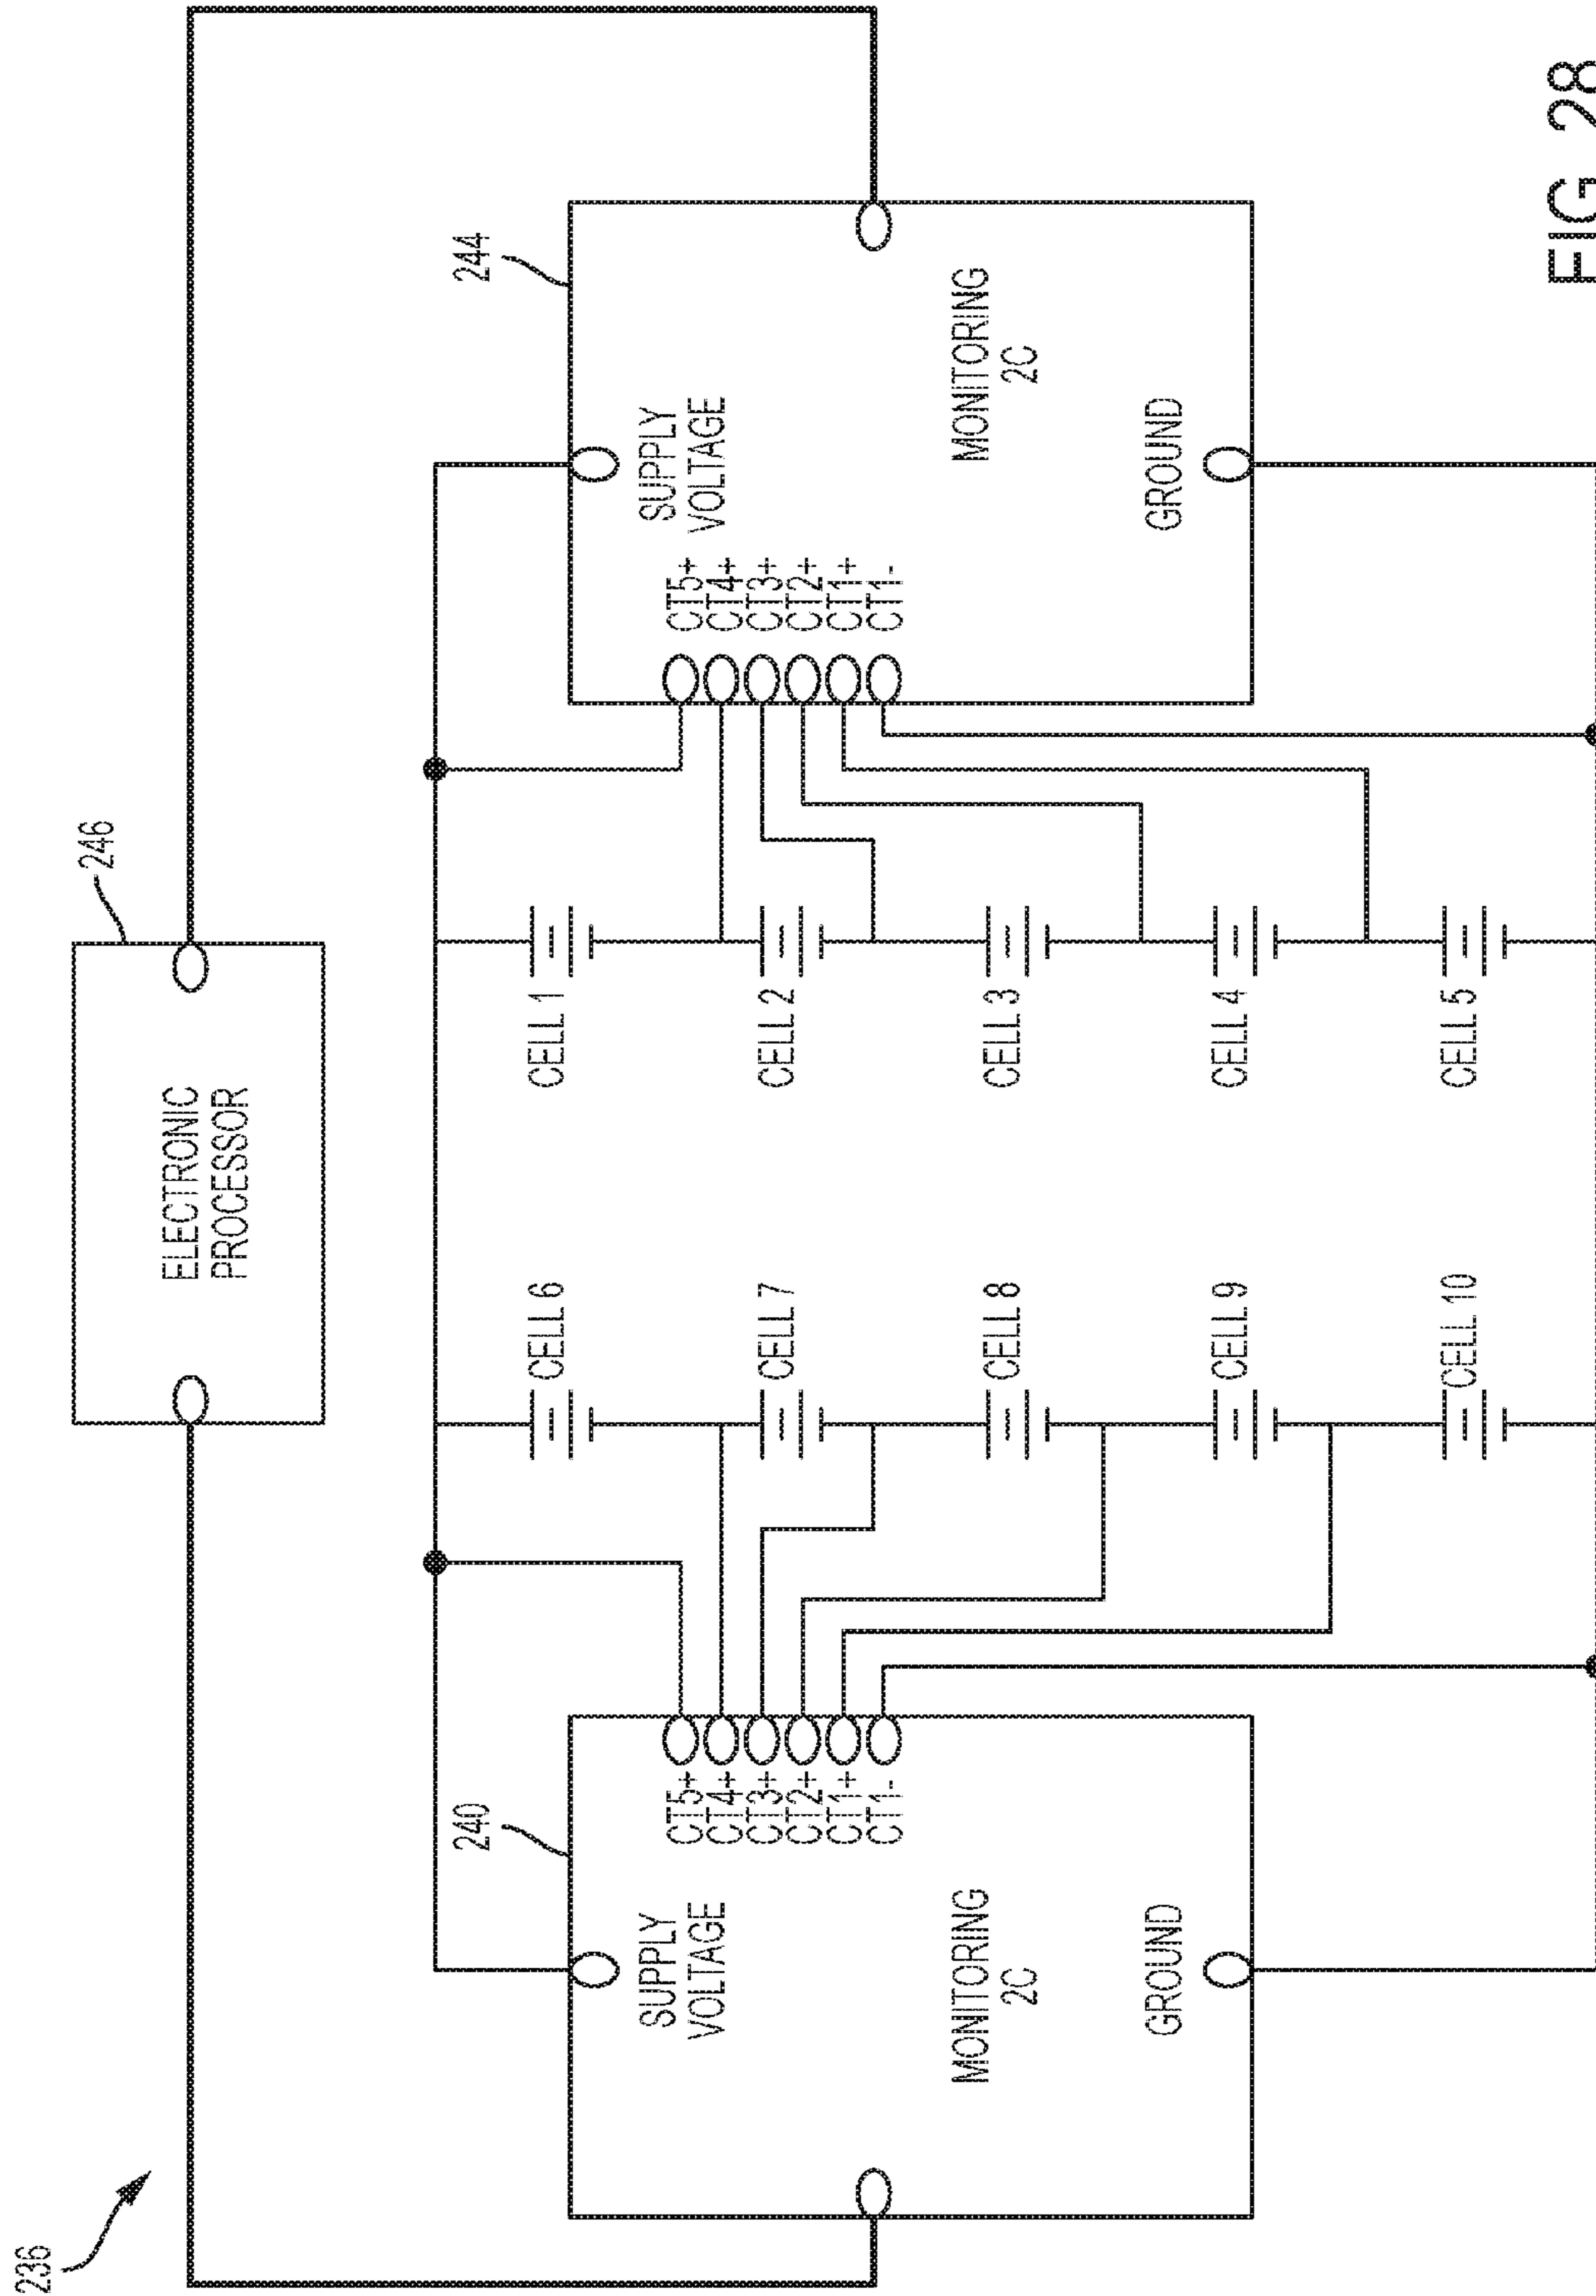 236
246
ELECTRONIC
PROCESSOR
240
SUPPLY
VOLTAGE
CT5+
CT4+
CT3+
CT2+
CT1+
CT1-
MONITORING
2C
GROUND
CELL 6
CELL 7
CELL 8
CELL 9
CELL 10
CELL 1
CELL 2
CELL 3
CELL 4
CELL 5
244
SUPPLY
VOLTAGE
CT5+
CT4+
CT3+
CT2+
CT1+
CT1-
MONITORING
2C
GROUND
FIG 28